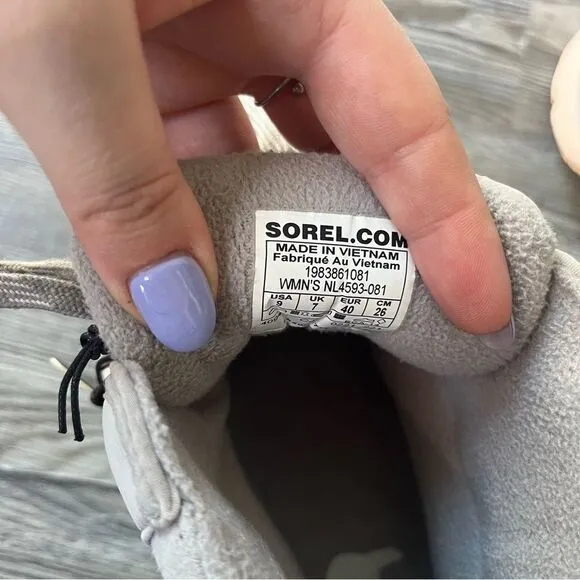 SOREL.COM
MADE IN VIETNAM
Fabriqué Au Vietnam
1983861081
WMN'S NL4593-081
USA UK EUR CM
9 7 40 26